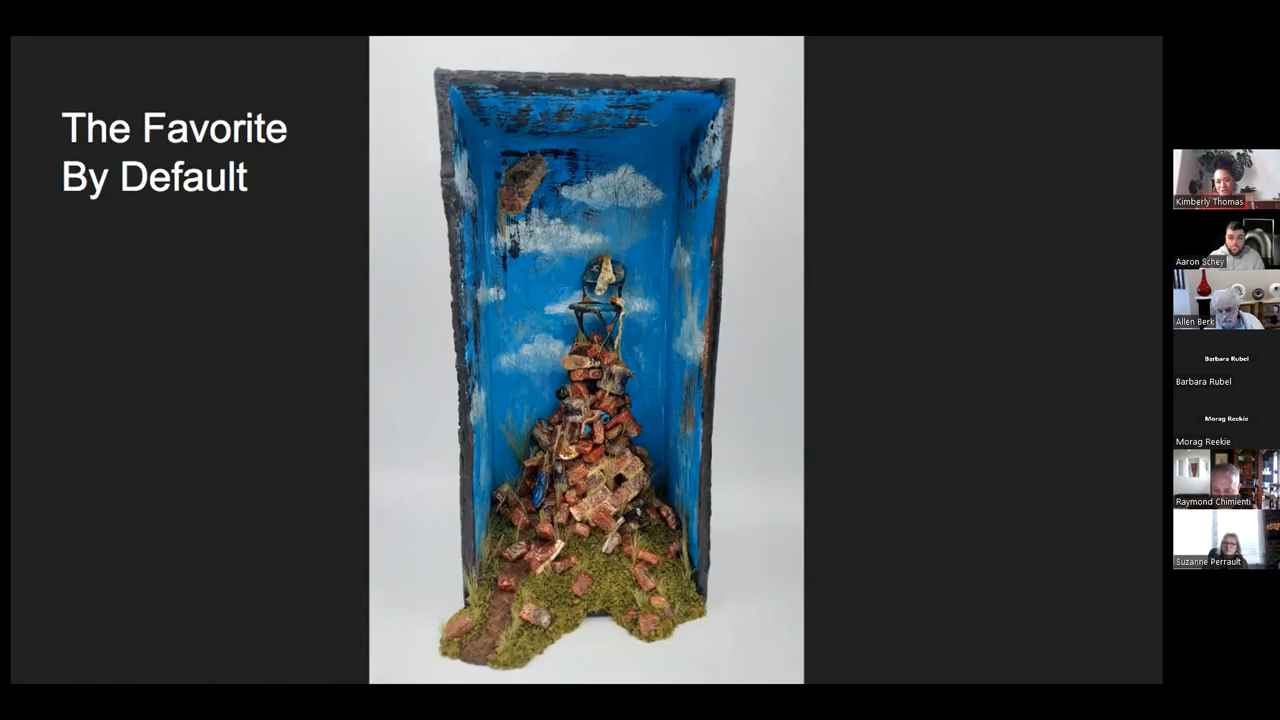 The Favorite
By Default
Kimberly Thomas
Aaron Schey
Allen Berk
Barbara Rubel
Barbara Rubel
Morag Reekie
Morag Reekie
Raymond Chimienti
Suzanne Perrault